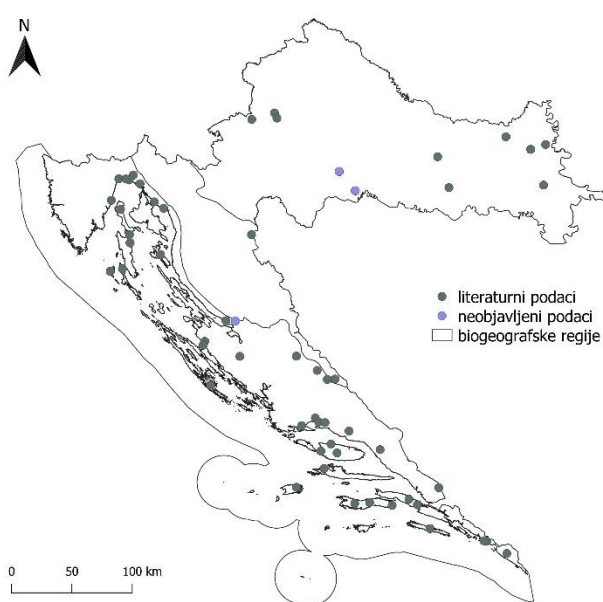 N
literaturni podaci
neobjavljeni podaci
biogeografske regije
0 50 100 km